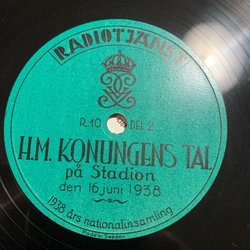 RADIOTJÄNST
R.10 DEL 2
H.M. KONUNGENS TAL
på Stadion
den 16 juni 1938
1938 års nationalinsamling
Made in Sweden